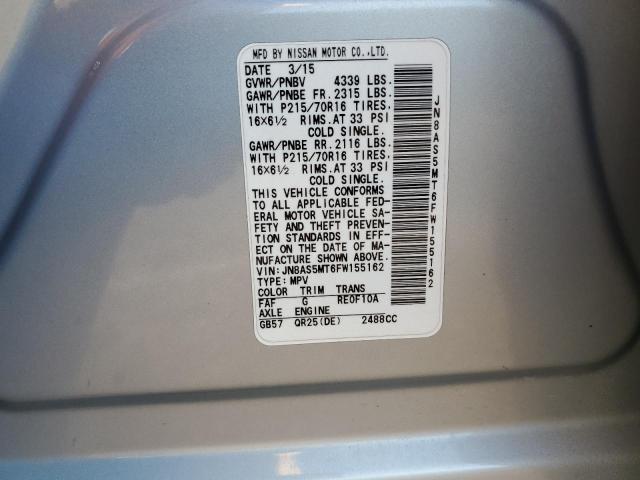 MFD BY NISSAN MOTOR CO.,LTD.
DATE 3/15
GVWR/PNBV 4339 LBS.
GAWR/PNBE FR. 2315 LBS.
WITH P215/70R16 TIRES.
16X6½ RIMS.AT 33 PSI
COLD SINGLE.
GAWR/PNBE RR. 2116 LBS.
WITH P215/70R16 TIRES.
16X6½ RIMS.AT 33 PSI
COLD SINGLE.
THIS VEHICLE CONFORMS
TO ALL APPLICABLE FED-
ERAL MOTOR VEHICLE SA-
FETY AND THEFT PREVEN-
TION STANDARDS IN EFF-
ECT ON THE DATE OF MA-
NUFACTURE SHOWN ABOVE.
VIN:JN8AS5MT6FW155162
TYPE:MPV
COLOR TRIM TRANS
FAF G RE0F10A
AXLE ENGINE
GB57 QR25(DE) 2488CC
JN8AS5MT6FW155162